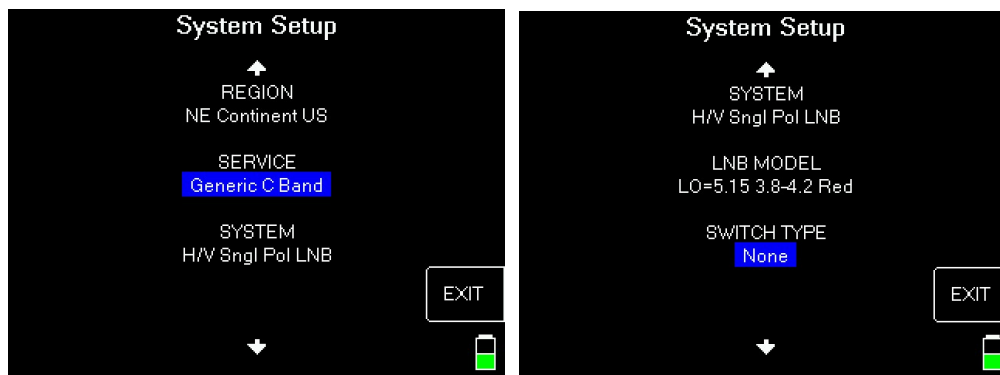 System Setup
REGION
NE Continent US
SERVICE
Generic C Band
SYSTEM
H/V Sngl Pol LNB
EXIT
System Setup
SYSTEM
H/V Sngl Pol LNB
LNB MODEL
LO=5.15 3.8-4.2 Red
SWITCH TYPE
None
EXIT